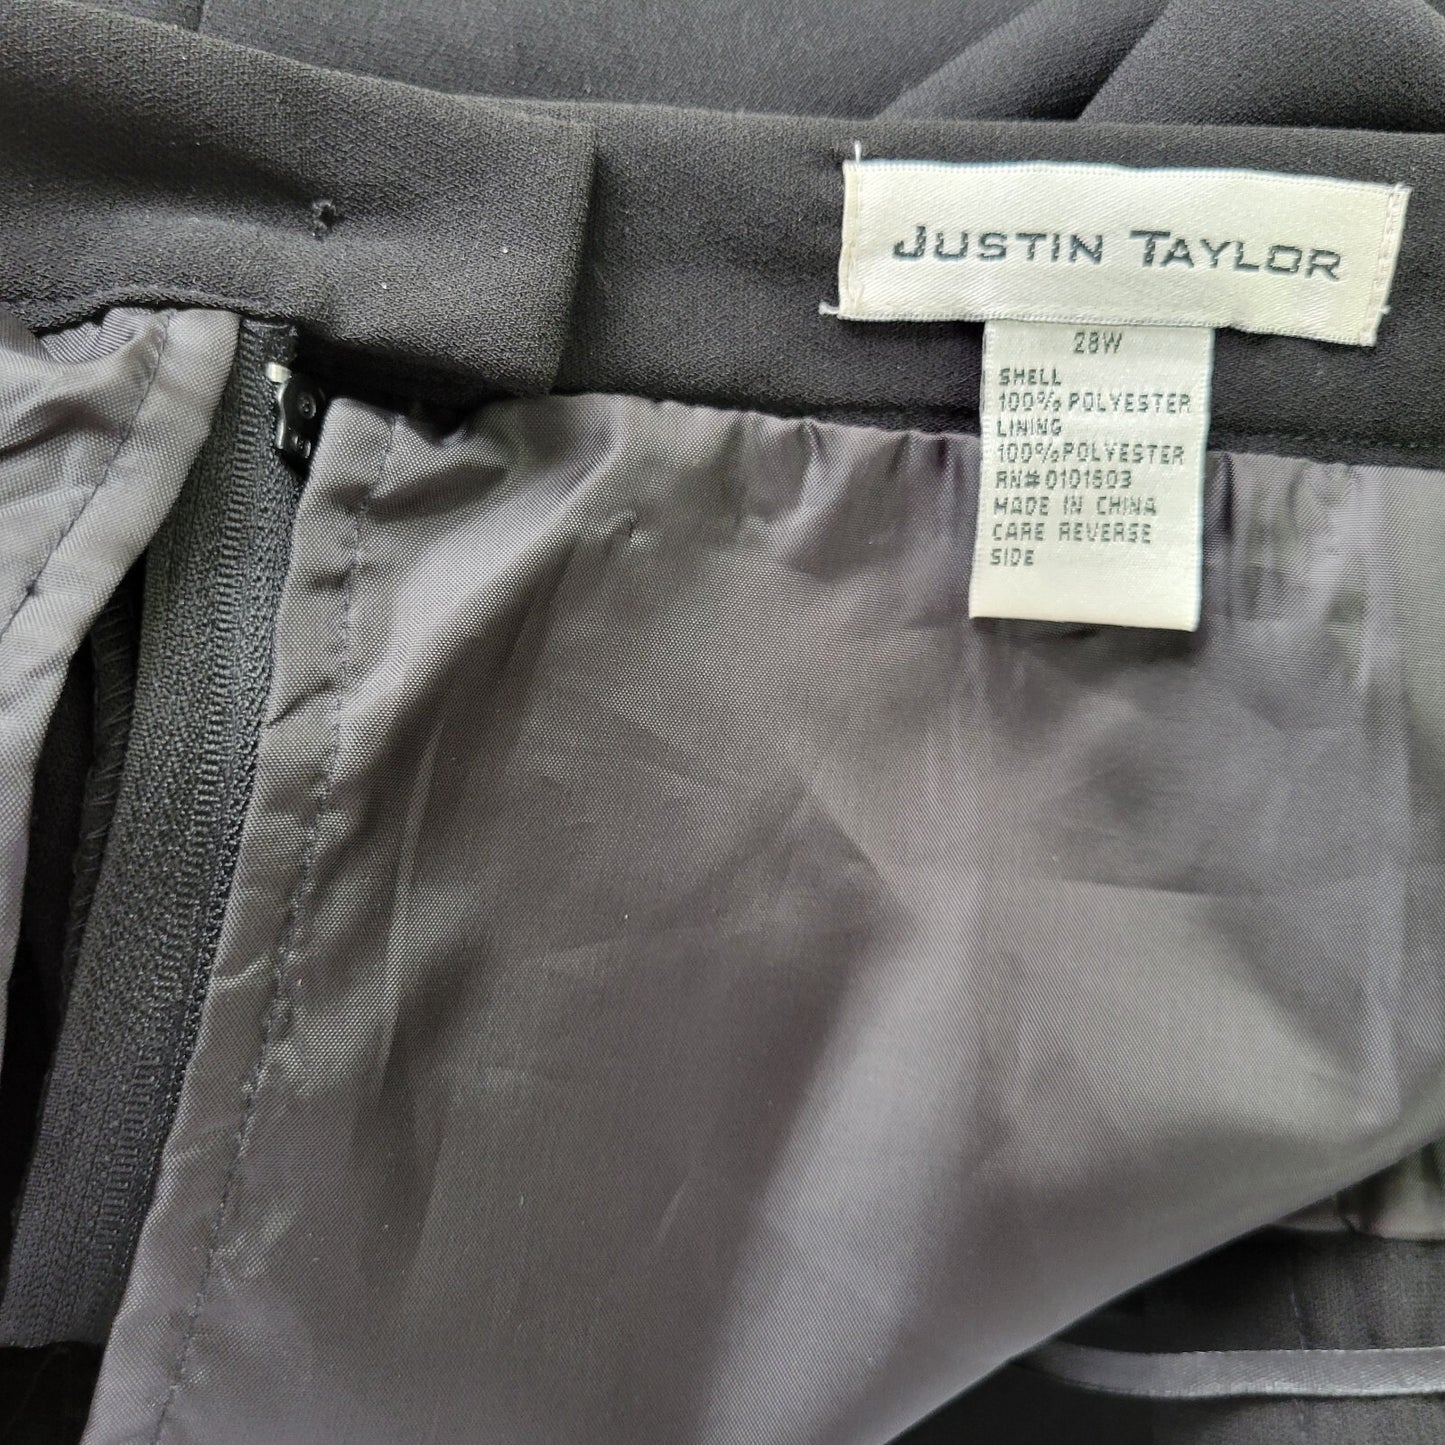 JUSTIN TAYLOR
28W
SHELL
100% POLYESTER
LINING
100% POLYESTER
RN#0101603
MADE IN CHINA
CARE REVERSE
SIDE